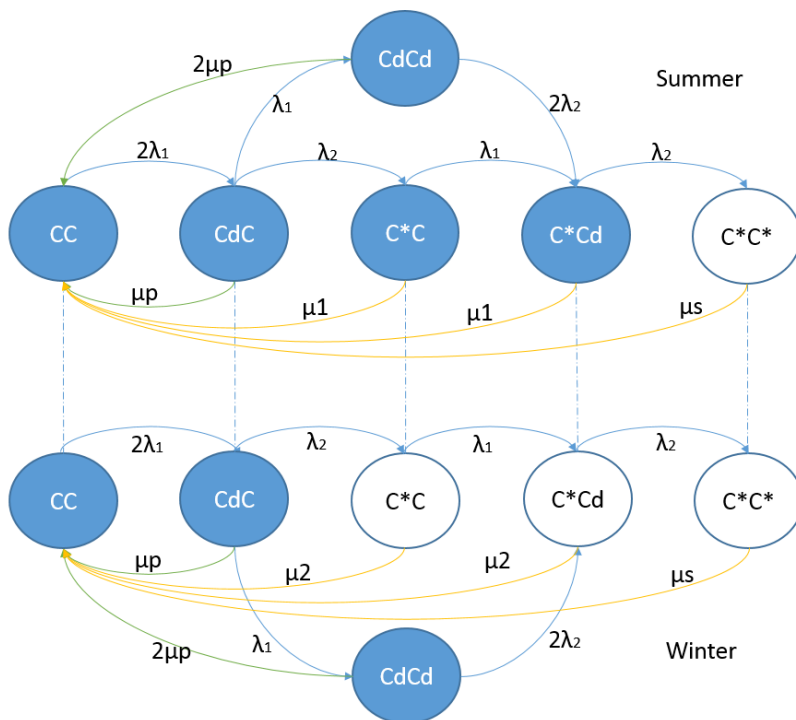 CdCd
2μp
Summer
λ₁
2λ₂
2λ₁
λ₂
λ₁
λ₂
CC
CdC
C*C
C*Cd
C*C*
μp
μ1
μ1
μs
2λ₁
λ₂
λ₁
λ₂
CC
CdC
C*C
C*Cd
C*C*
μp
μ2
μ2
μs
2μp
λ₁
2λ₂
Winter
CdCd